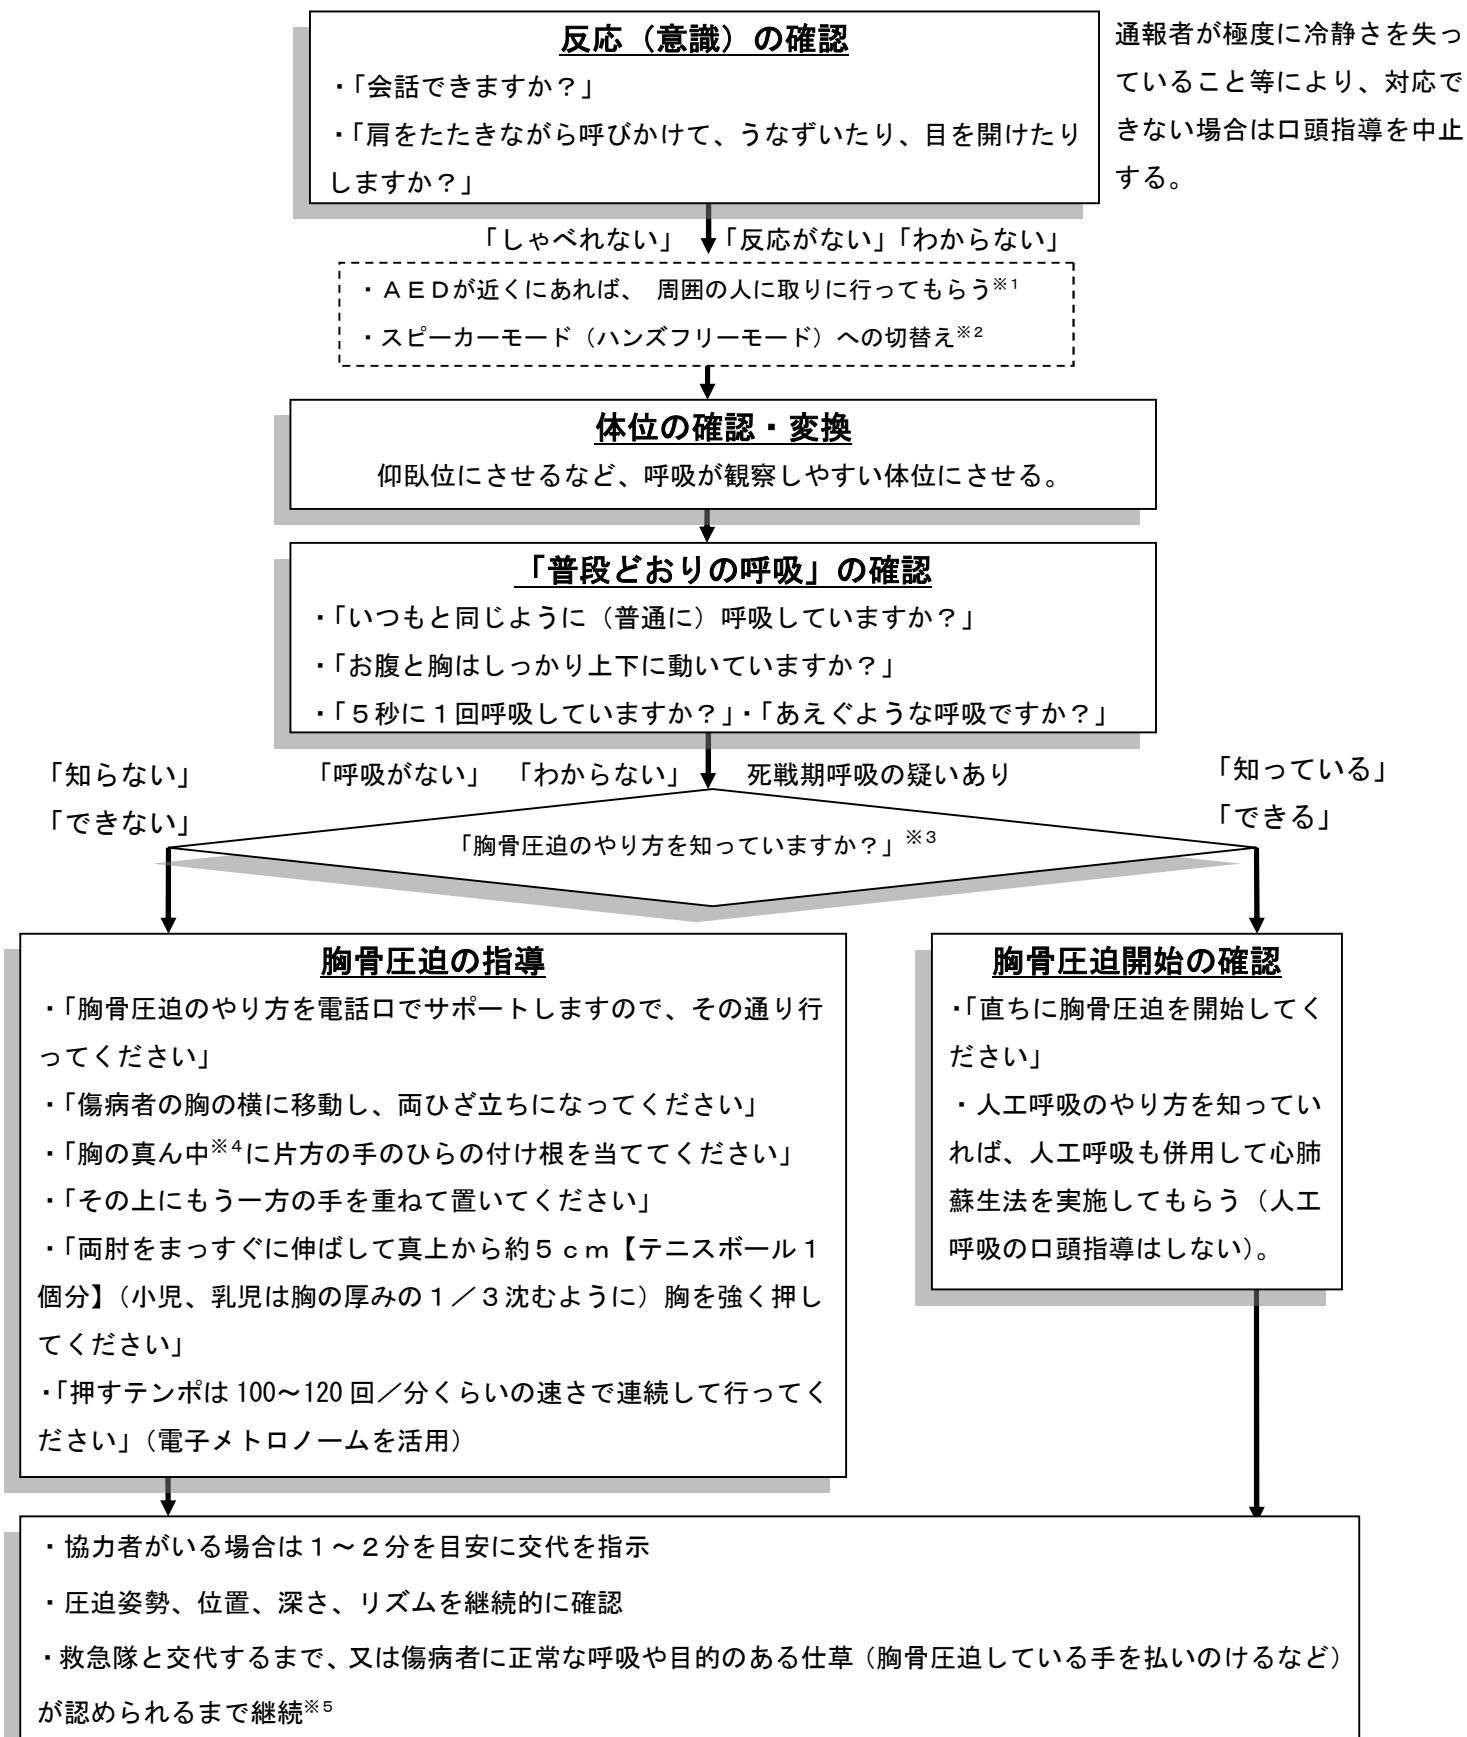 反応（意識）の確認
・「会話できますか？」
・「肩をたたきながら呼びかけて、うなずいたり、目を開けたり
しますか？」
通報者が極度に冷静さを失っ
ていること等により、対応で
きない場合は口頭指導を中止
する。
「しゃべれない」 「反応がない」「わからない」
・ＡＥＤが近くにあれば、 周囲の人に取りに行ってもらう※1
・スピーカーモード（ハンズフリーモード）への切替え※2
体位の確認・変換
仰臥位にさせるなど、呼吸が観察しやすい体位にさせる。
「普段どおりの呼吸」の確認
・「いつもと同じように（普通に）呼吸していますか？」
・「お腹と胸はしっかり上下に動いていますか？」
・「５秒に１回呼吸していますか？」・「あえぐような呼吸ですか？」
「知らない」
「できない」
「呼吸がない」 「わからない」 死戦期呼吸の疑いあり
「知っている」
「できる」
「胸骨圧迫のやり方を知っていますか？」※3
胸骨圧迫の指導
・「胸骨圧迫のやり方を電話口でサポートしますので、その通り行
ってください」
・「傷病者の胸の横に移動し、両ひざ立ちになってください」
・「胸の真ん中※4に片方の手のひらの付け根を当ててください」
・「その上にもう一方の手を重ねて置いてください」
・「両肘をまっすぐに伸ばして真上から約５ｃｍ【テニスボール１
個分】（小児、乳児は胸の厚みの１／３沈むように）胸を強く押し
てください」
・「押すテンポは 100～120 回／分くらいの速さで連続して行ってく
ださい」（電子メトロノームを活用）
胸骨圧迫開始の確認
・「直ちに胸骨圧迫を開始してく
ださい」
・人工呼吸のやり方を知ってい
れば、人工呼吸も併用して心肺
蘇生法を実施してもらう（人工
呼吸の口頭指導はしない）。
・協力者がいる場合は１～２分を目安に交代を指示
・圧迫姿勢、位置、深さ、リズムを継続的に確認
・救急隊と交代するまで、又は傷病者に正常な呼吸や目的のある仕草（胸骨圧迫している手を払いのけるなど）
が認められるまで継続※5